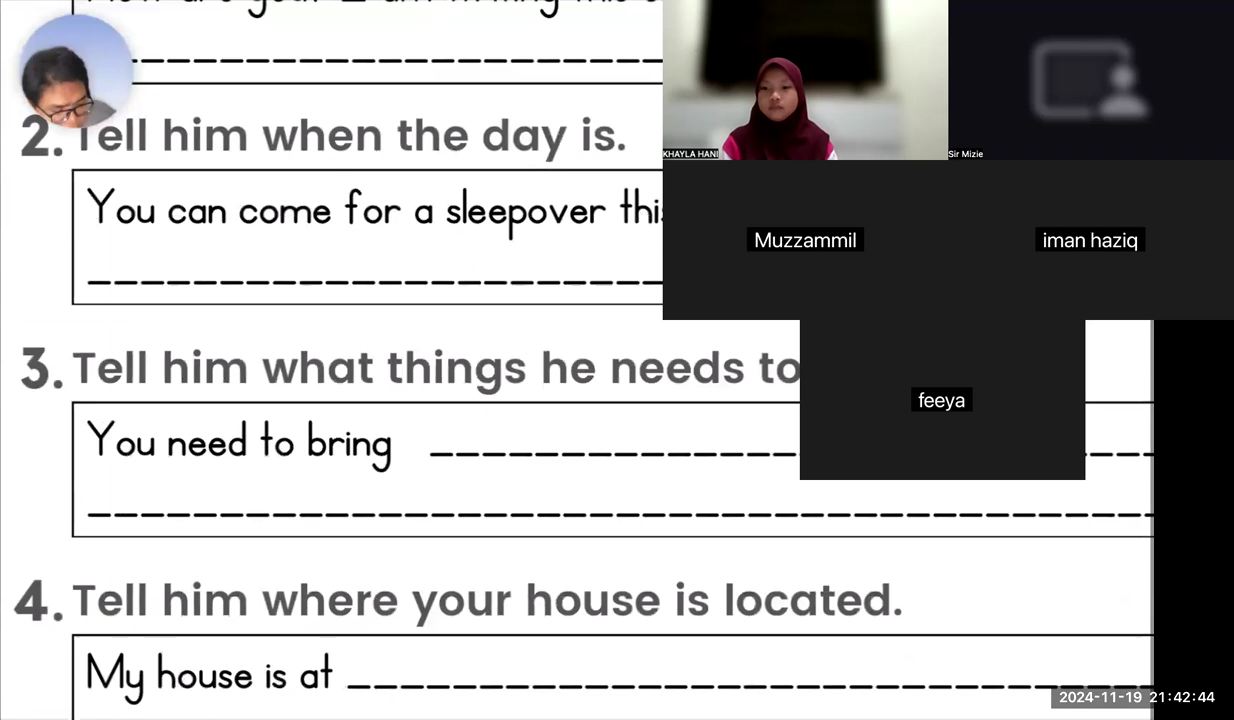 2. Tell him when the day is.
You can come for a sleepover this
3. Tell him what things he needs to
You need to bring
4. Tell him where your house is located.
My house is at
KHAYLA HANI
Sir Mizie
Muzzammil
iman haziq
feeya
2024-11-19 21:42:44